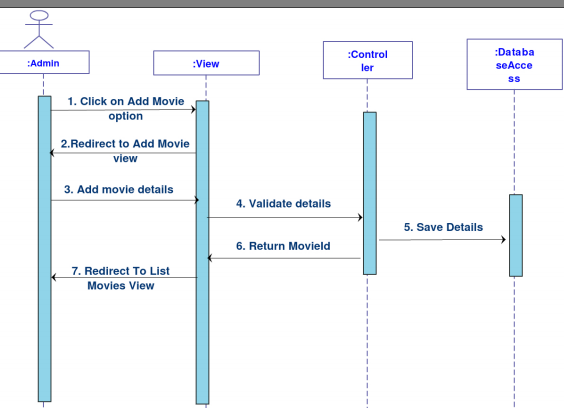 :Admin
:View
:Control
ler
:Databa
seAcce
ss
1. Click on Add Movie
option
2.Redirect to Add Movie
view
3. Add movie details
4. Validate details
5. Save Details
6. Return MovieId
7. Redirect To List
Movies View